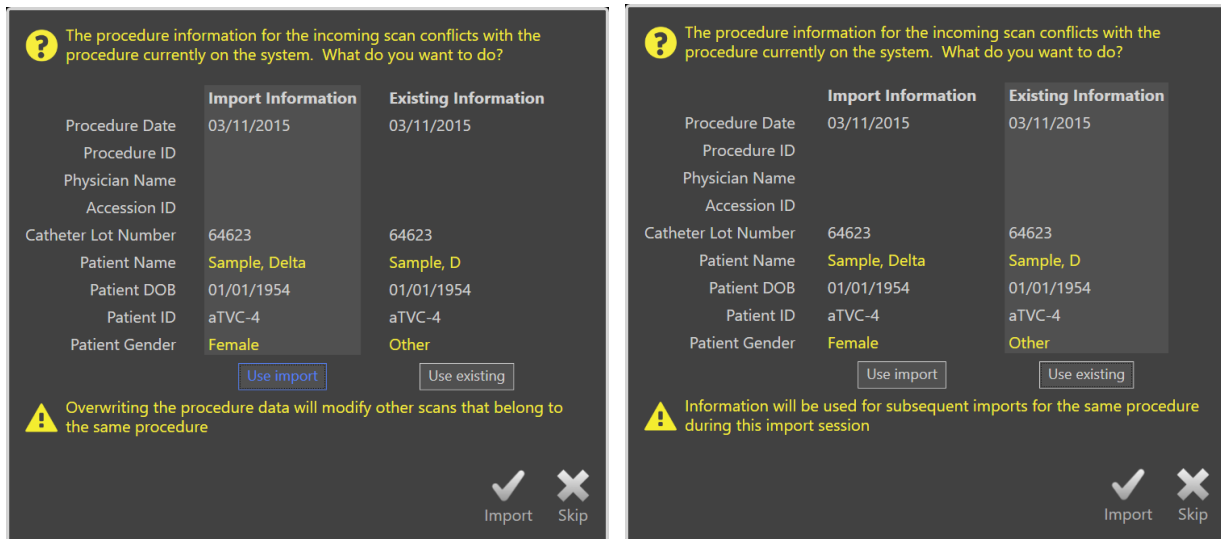 The procedure information for the incoming scan conflicts with the
procedure currently on the system.  What do you want to do?
Import Information Existing Information
Procedure Date 03/11/2015 03/11/2015
Procedure ID
Physician Name
Accession ID
Catheter Lot Number 64623 64623
Patient Name Sample, Delta Sample, D
Patient DOB 01/01/1954 01/01/1954
Patient ID aTVC-4 aTVC-4
Patient Gender Female Other
Use import Use existing
Overwriting the procedure data will modify other scans that belong to
the same procedure
Import Skip
The procedure information for the incoming scan conflicts with the
procedure currently on the system.  What do you want to do?
Import Information Existing Information
Procedure Date 03/11/2015 03/11/2015
Procedure ID
Physician Name
Accession ID
Catheter Lot Number 64623 64623
Patient Name Sample, Delta Sample, D
Patient DOB 01/01/1954 01/01/1954
Patient ID aTVC-4 aTVC-4
Patient Gender Female Other
Use import Use existing
Information will be used for subsequent imports for the same procedure
during this import session
Import Skip